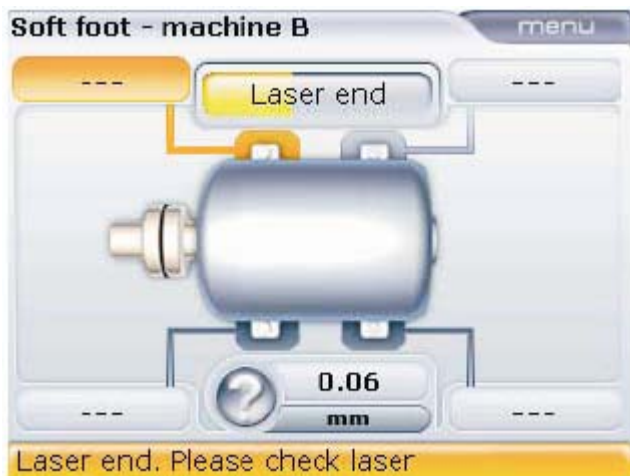 Soft foot - machine B
menu
---
Laser end
---
?
0.06
mm
---
---
Laser end. Please check laser